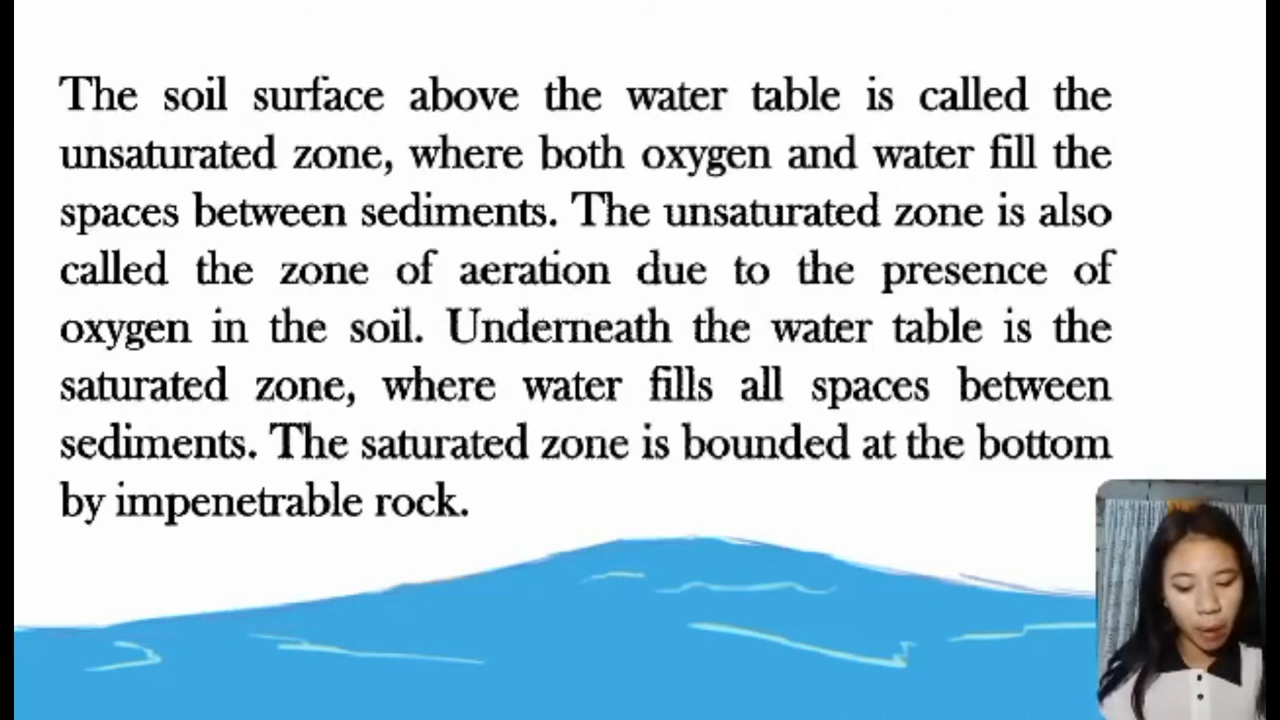 The soil surface above the water table is called the
unsaturated zone, where both oxygen and water fill the
spaces between sediments. The unsaturated zone is also
called the zone of aeration due to the presence of
oxygen in the soil. Underneath the water table is the
saturated zone, where water fills all spaces between
sediments. The saturated zone is bounded at the bottom
by impenetrable rock.